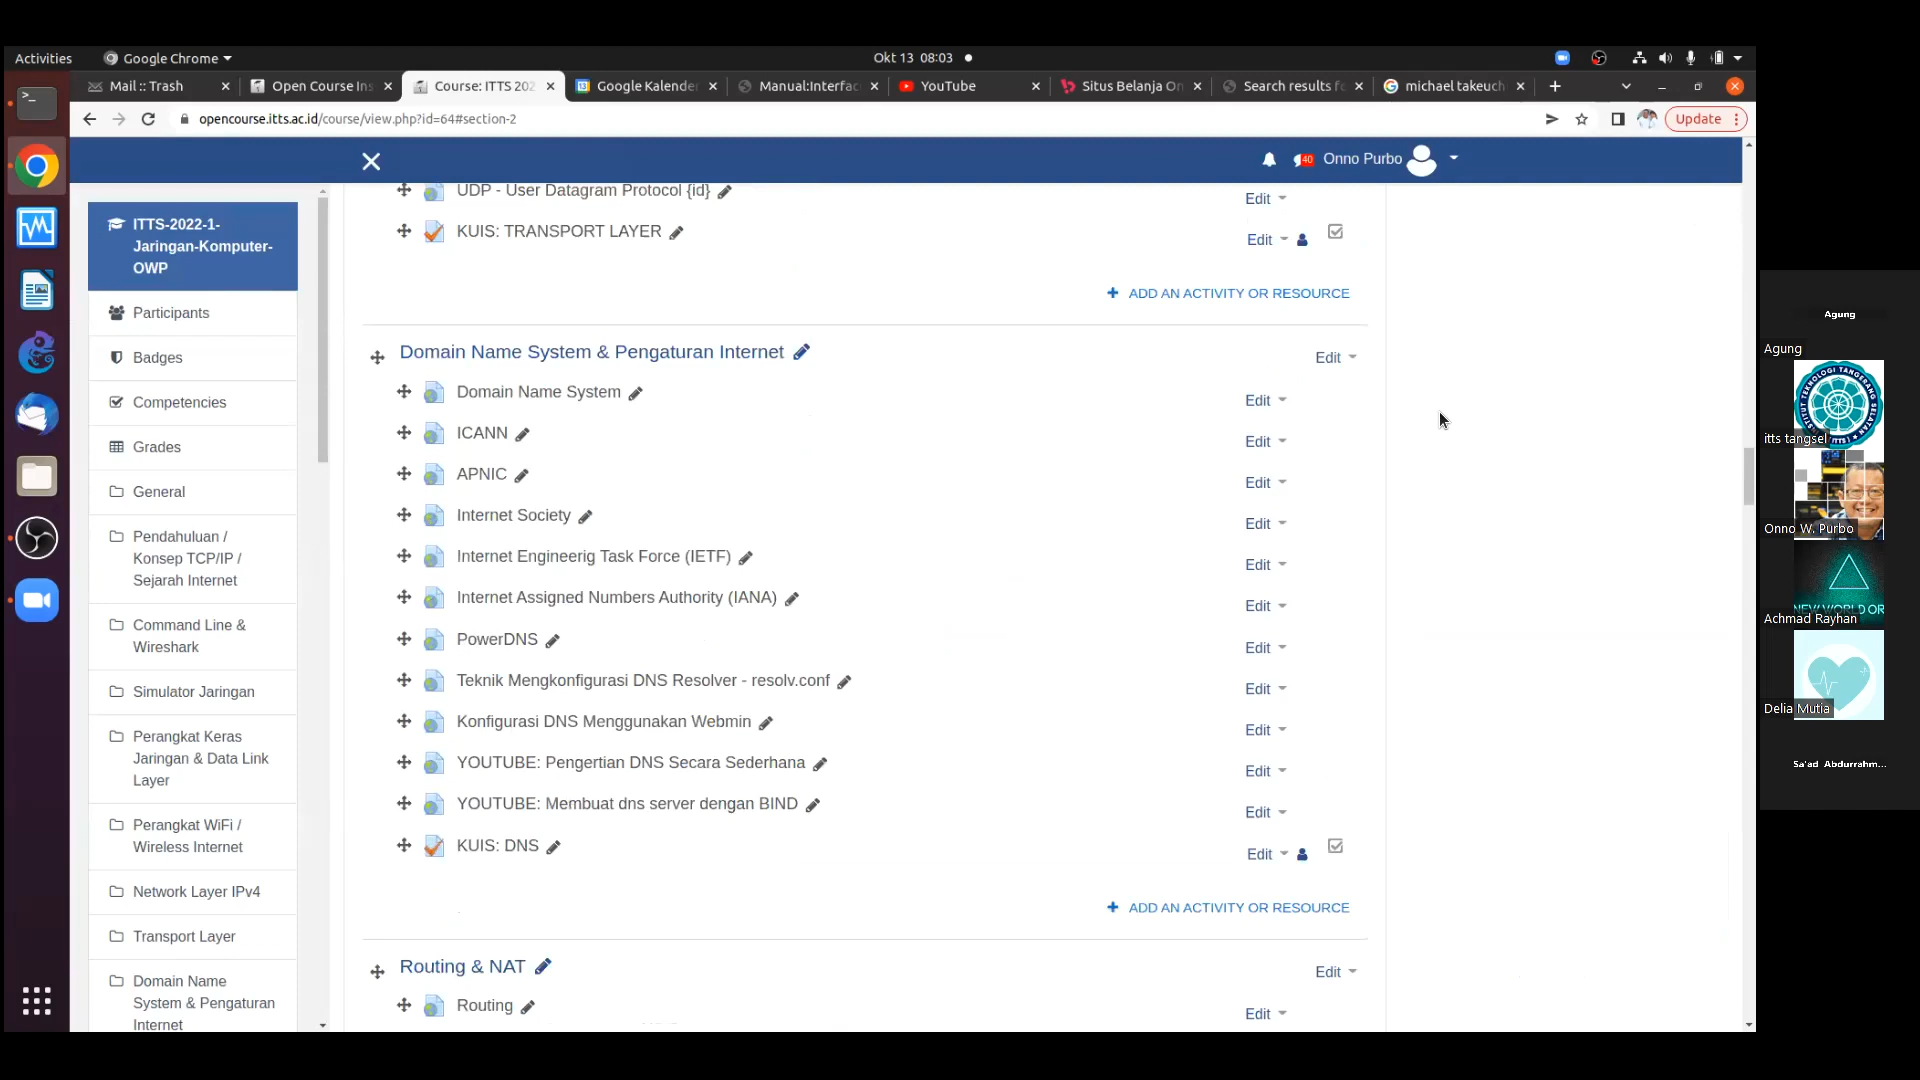 Activities
Google Chrome
Okt 13 08:03
Mail :: Trash
Open Course Ins
Course: ITTS 202
Google Kalender
Manual:Interfac
YouTube
Situs Belanja On
Search results fo
michael takeuch
opencourse.itts.ac.id/course/view.php?id=64#section-2
Update
40
Onno Purbo
ITTS-2022-1-
Jaringan-Komputer-
OWP
Participants
Badges
Competencies
Grades
General
Pendahuluan /
Konsep TCP/IP /
Sejarah Internet
Command Line &
Wireshark
Simulator Jaringan
Perangkat Keras
Jaringan & Data Link
Layer
Perangkat WiFi /
Wireless Internet
Network Layer IPv4
Transport Layer
Domain Name
System & Pengaturan
Internet
UDP - User Datagram Protocol {id}
Edit
KUIS: TRANSPORT LAYER
Edit
ADD AN ACTIVITY OR RESOURCE
Domain Name System & Pengaturan Internet
Edit
Domain Name System
Edit
ICANN
Edit
APNIC
Edit
Internet Society
Edit
Internet Engineerig Task Force (IETF)
Edit
Internet Assigned Numbers Authority (IANA)
Edit
PowerDNS
Edit
Teknik Mengkonfigurasi DNS Resolver - resolv.conf
Edit
Konfigurasi DNS Menggunakan Webmin
Edit
YOUTUBE: Pengertian DNS Secara Sederhana
Edit
YOUTUBE: Membuat dns server dengan BIND
Edit
KUIS: DNS
Edit
ADD AN ACTIVITY OR RESOURCE
Routing & NAT
Edit
Routing
Edit
Agung
Agung
itts tangsel
Onno W. Purbo
NEW WORLD OR
Achmad Rayhan
Delia Mutia
Sa'ad Abdurrahm...